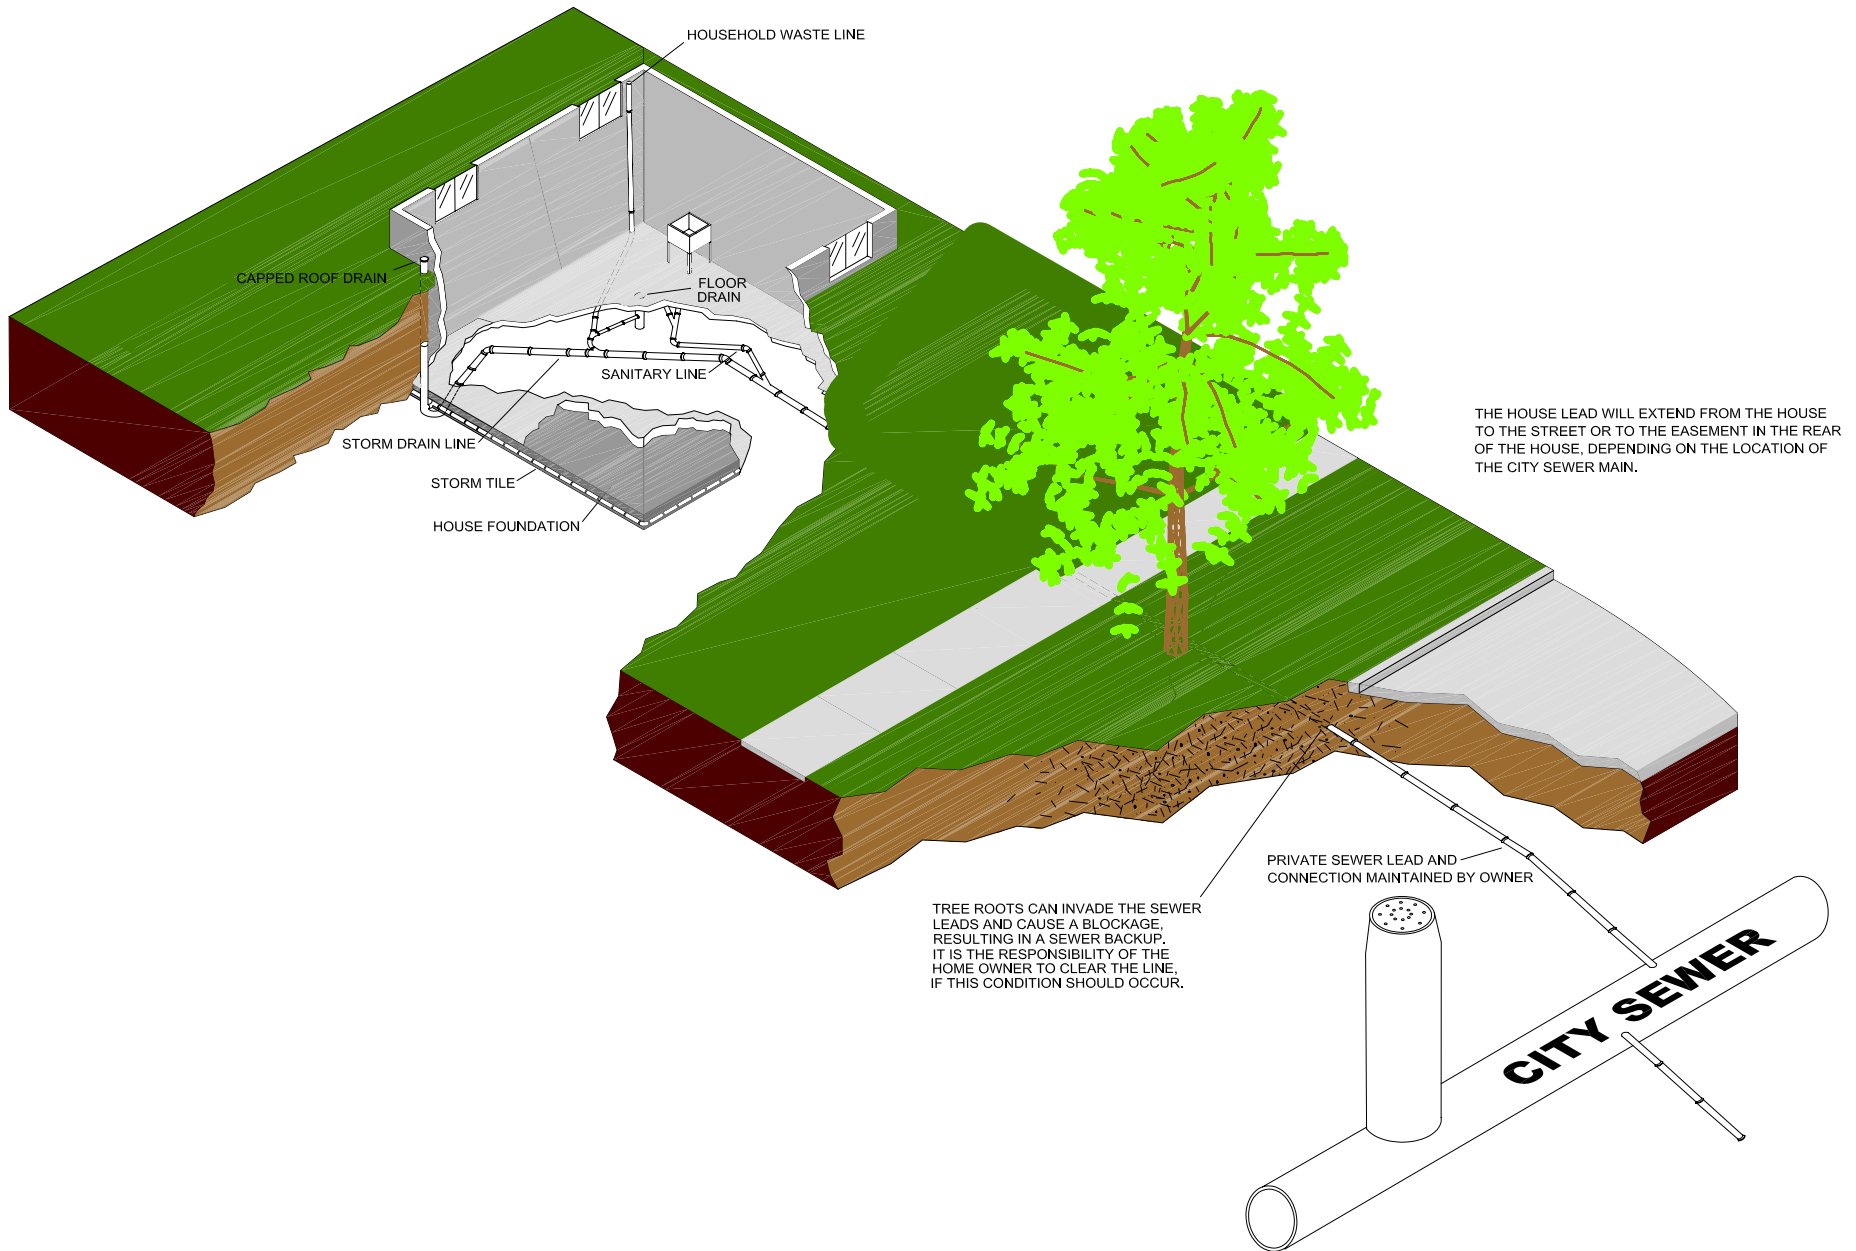 HOUSEHOLD WASTE LINE
CAPPED ROOF DRAIN
FLOOR
DRAIN
SANITARY LINE
STORM DRAIN LINE
STORM TILE
HOUSE FOUNDATION
THE HOUSE LEAD WILL EXTEND FROM THE HOUSE
TO THE STREET OR TO THE EASEMENT IN THE REAR
OF THE HOUSE, DEPENDING ON THE LOCATION OF
THE CITY SEWER MAIN.
PRIVATE SEWER LEAD AND
CONNECTION MAINTAINED BY OWNER
TREE ROOTS CAN INVADE THE SEWER
LEADS AND CAUSE A BLOCKAGE,
RESULTING IN A SEWER BACKUP.
IT IS THE RESPONSIBILITY OF THE
HOME OWNER TO CLEAR THE LINE,
IF THIS CONDITION SHOULD OCCUR.
CITY SEWER